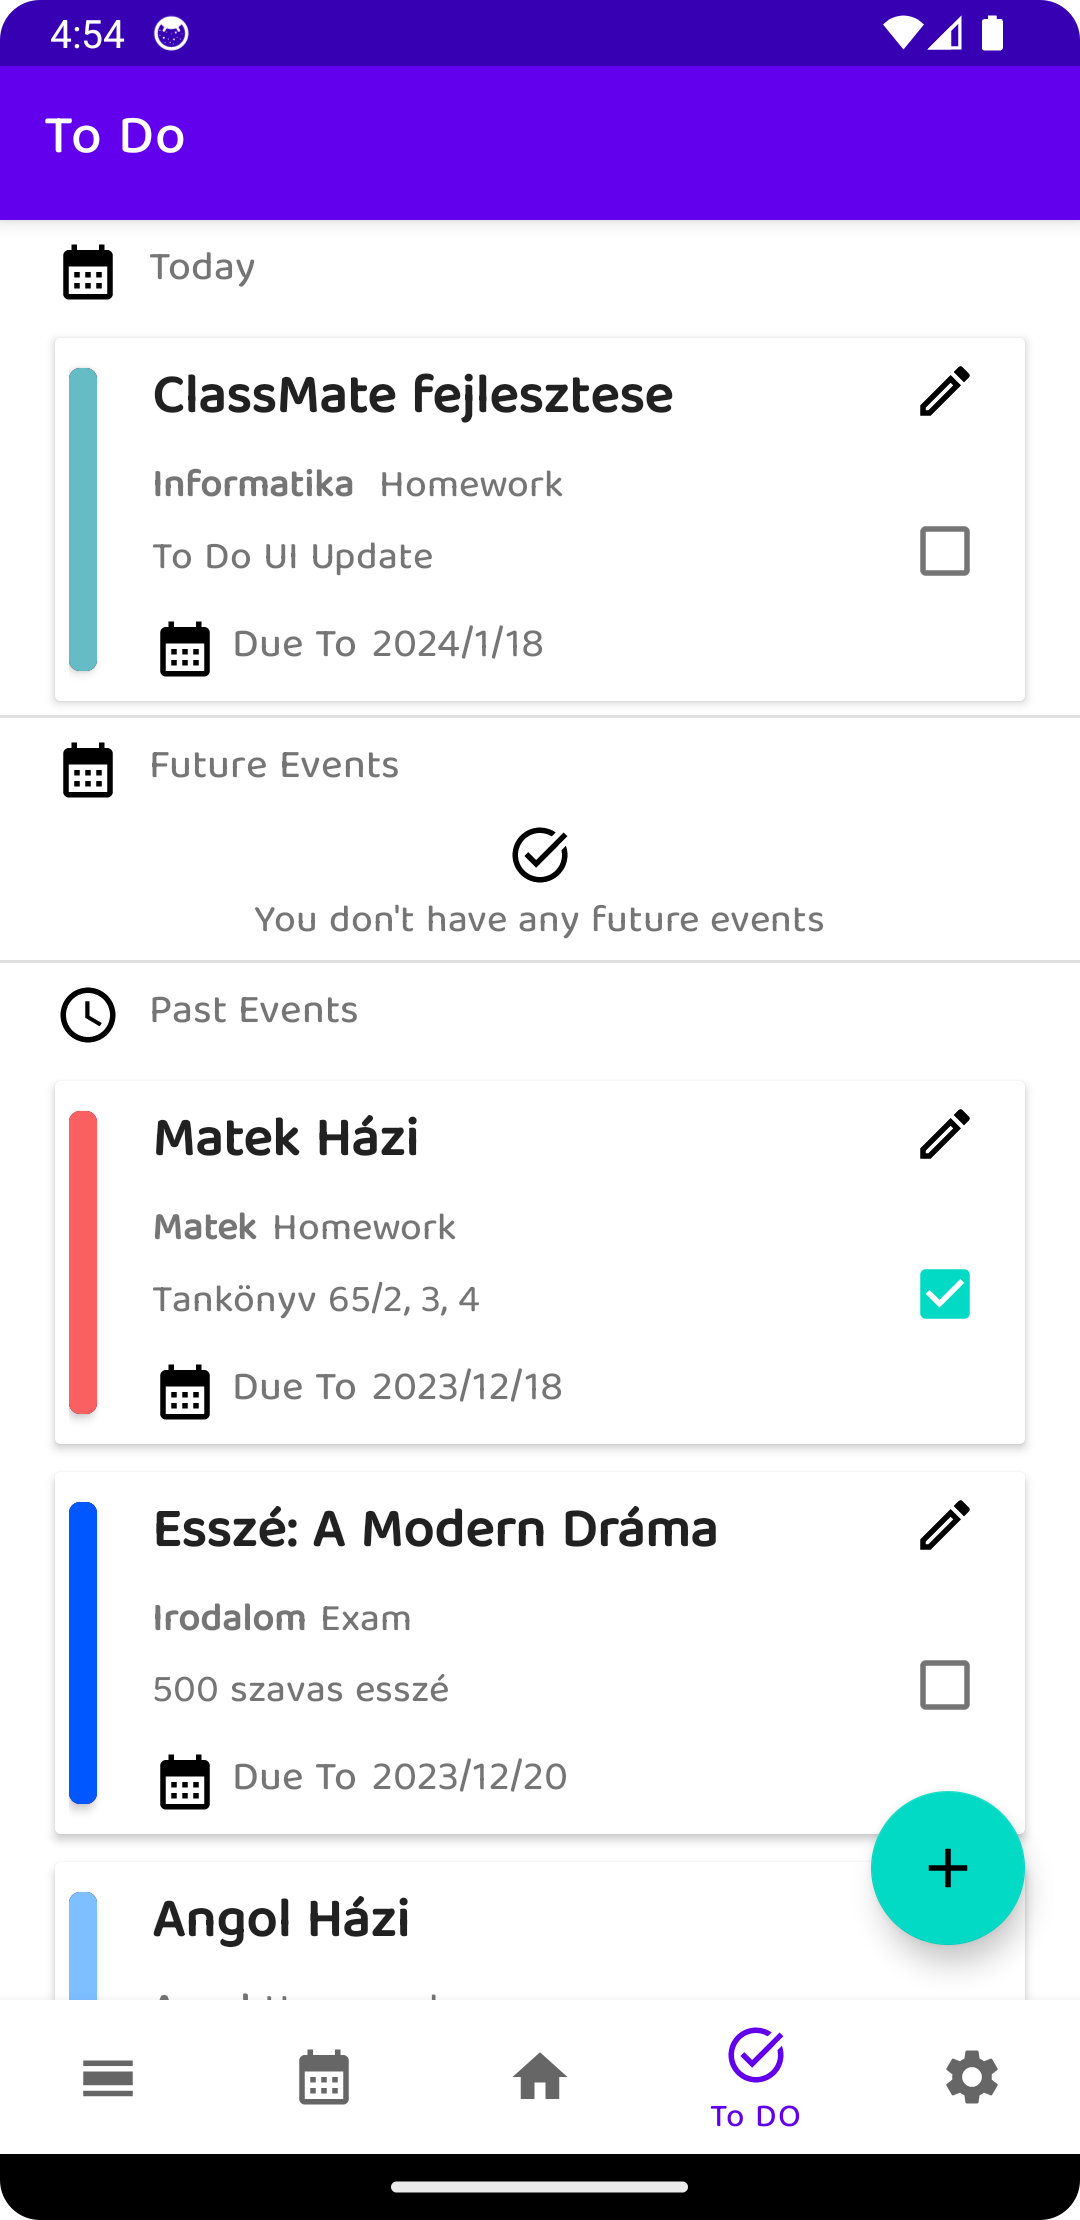 4:54
To Do
Today
ClassMate fejlesztese
Informatika Homework
To Do UI Update
Due To 2024/1/18
Future Events
You don't have any future events
Past Events
Matek Házi
Matek Homework
Tankönyv 65/2, 3, 4
Due To 2023/12/18
Esszé: A Modern Dráma
Irodalom Exam
500 szavas esszé
Due To 2023/12/20
Angol Házi
To DO